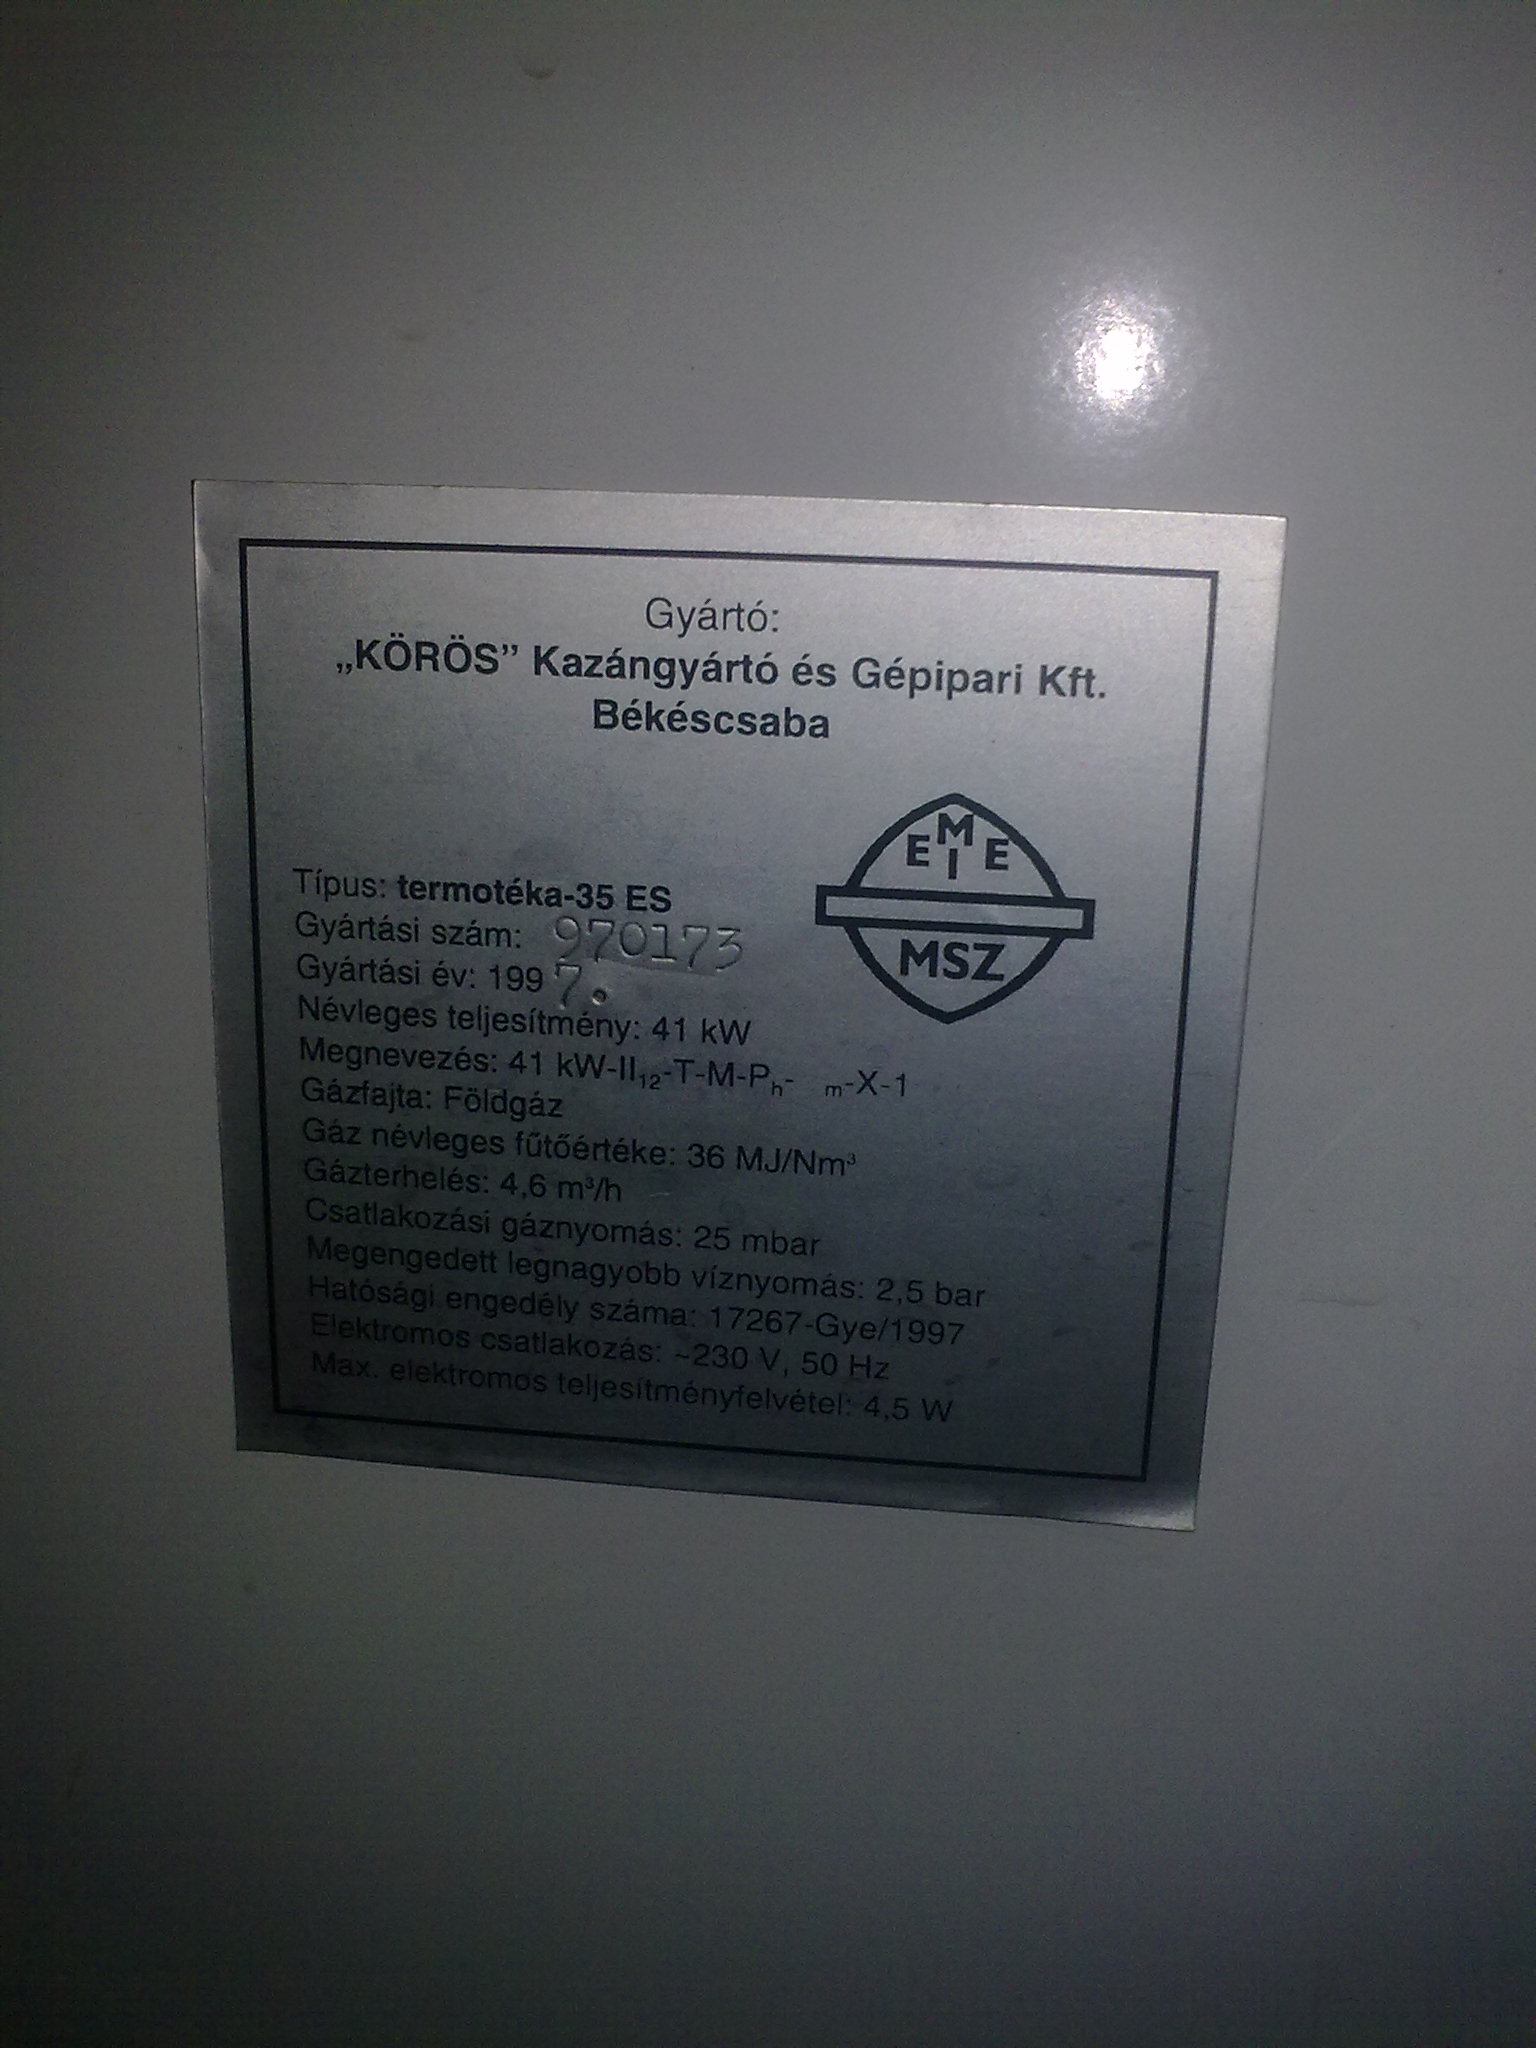 Gyártó:
„KÖRÖS” Kazángyártó és Gépipari Kft.
Békéscsaba
E M I E
MSZ
Típus: termotéka-35 ES
Gyártási szám: 970173
Gyártási év: 1997.
Névleges teljesítmény: 41 kW
Megnevezés: 41 kW-II₁₂-T-M-Pₕ- ₘ-X-1
Gázfajta: Földgáz
Gáz névleges fűtőértéke: 36 MJ/Nm³
Gázterhelés: 4,6 m³/h
Csatlakozási gáznyomás: 25 mbar
Megengedett legnagyobb víznyomás: 2,5 bar
Hatósági engedély száma: 17267-Gye/1997
Elektromos csatlakozás: ~230 V, 50 Hz
Max. elektromos teljesítményfelvétel: 4,5 W